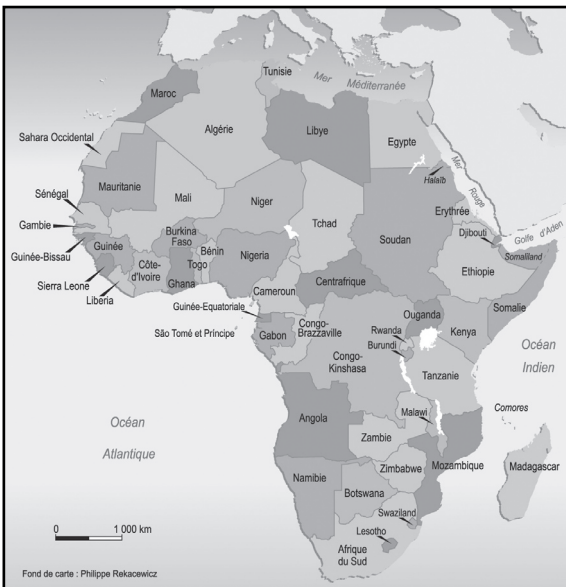 Tunisie
Mer Méditerranée
Maroc
Algérie
Libye
Egypte
Sahara Occidental
Halaïb
Mer
Rouge
Mauritanie
Mali
Niger
Tchad
Soudan
Erythrée
Sénégal
Gambie
Guinée-Bissau
Guinée
Burkina
Faso
Bénin
Togo
Nigeria
Djibouti
Golfe d'Aden
Somaliland
Côte-
d'Ivoire
Ghana
Sierra Leone
Liberia
Ethiopie
Centrafrique
Cameroun
Somalie
Guinée-Equatoriale
São Tomé et Principe
Gabon
Congo-
Brazzaville
Ouganda
Kenya
Rwanda
Burundi
Congo-
Kinshasa
Tanzanie
Océan
Indien
Comores
Malawi
Angola
Zambie
Océan
Atlantique
Mozambique
Madagascar
Zimbabwe
Namibie
Botswana
Swaziland
Lesotho
Afrique
du Sud
0 1 000 km
Fond de carte : Philippe Rekacewicz